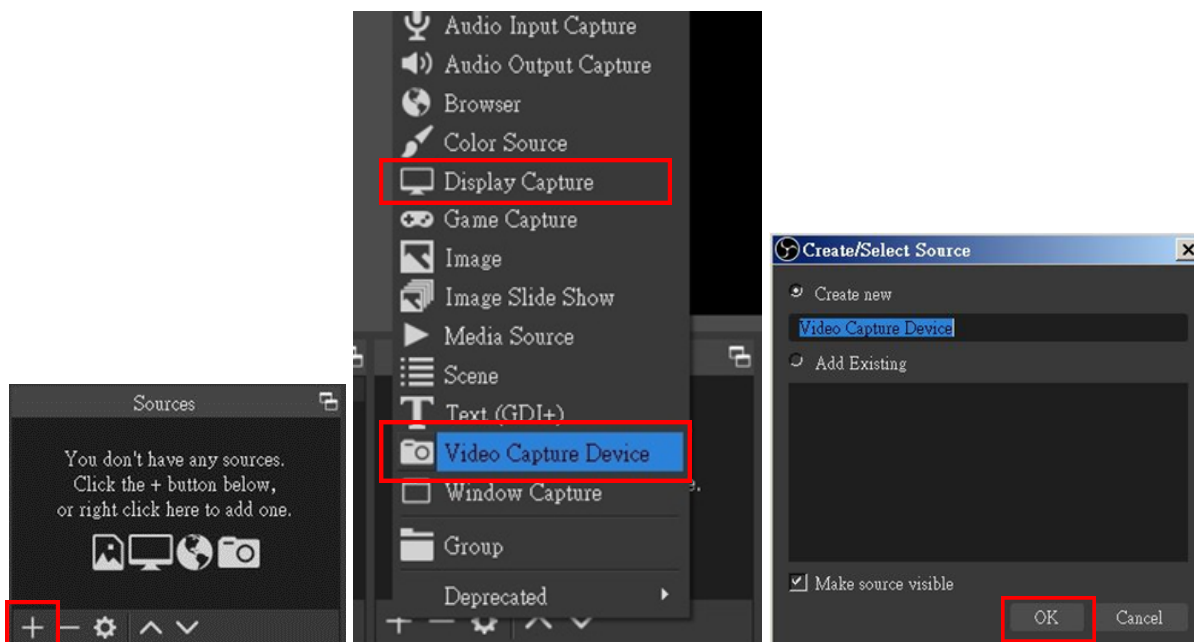 Sources
You don't have any sources.
Click the + button below,
or right click here to add one.
Audio Input Capture
Audio Output Capture
Browser
Color Source
Display Capture
Game Capture
Image
Image Slide Show
Media Source
Scene
Text (GDI+)
Video Capture Device
Window Capture
Group
Deprecated
Create/Select Source
Create new
Video Capture Device
Add Existing
Make source visible
OK
Cancel